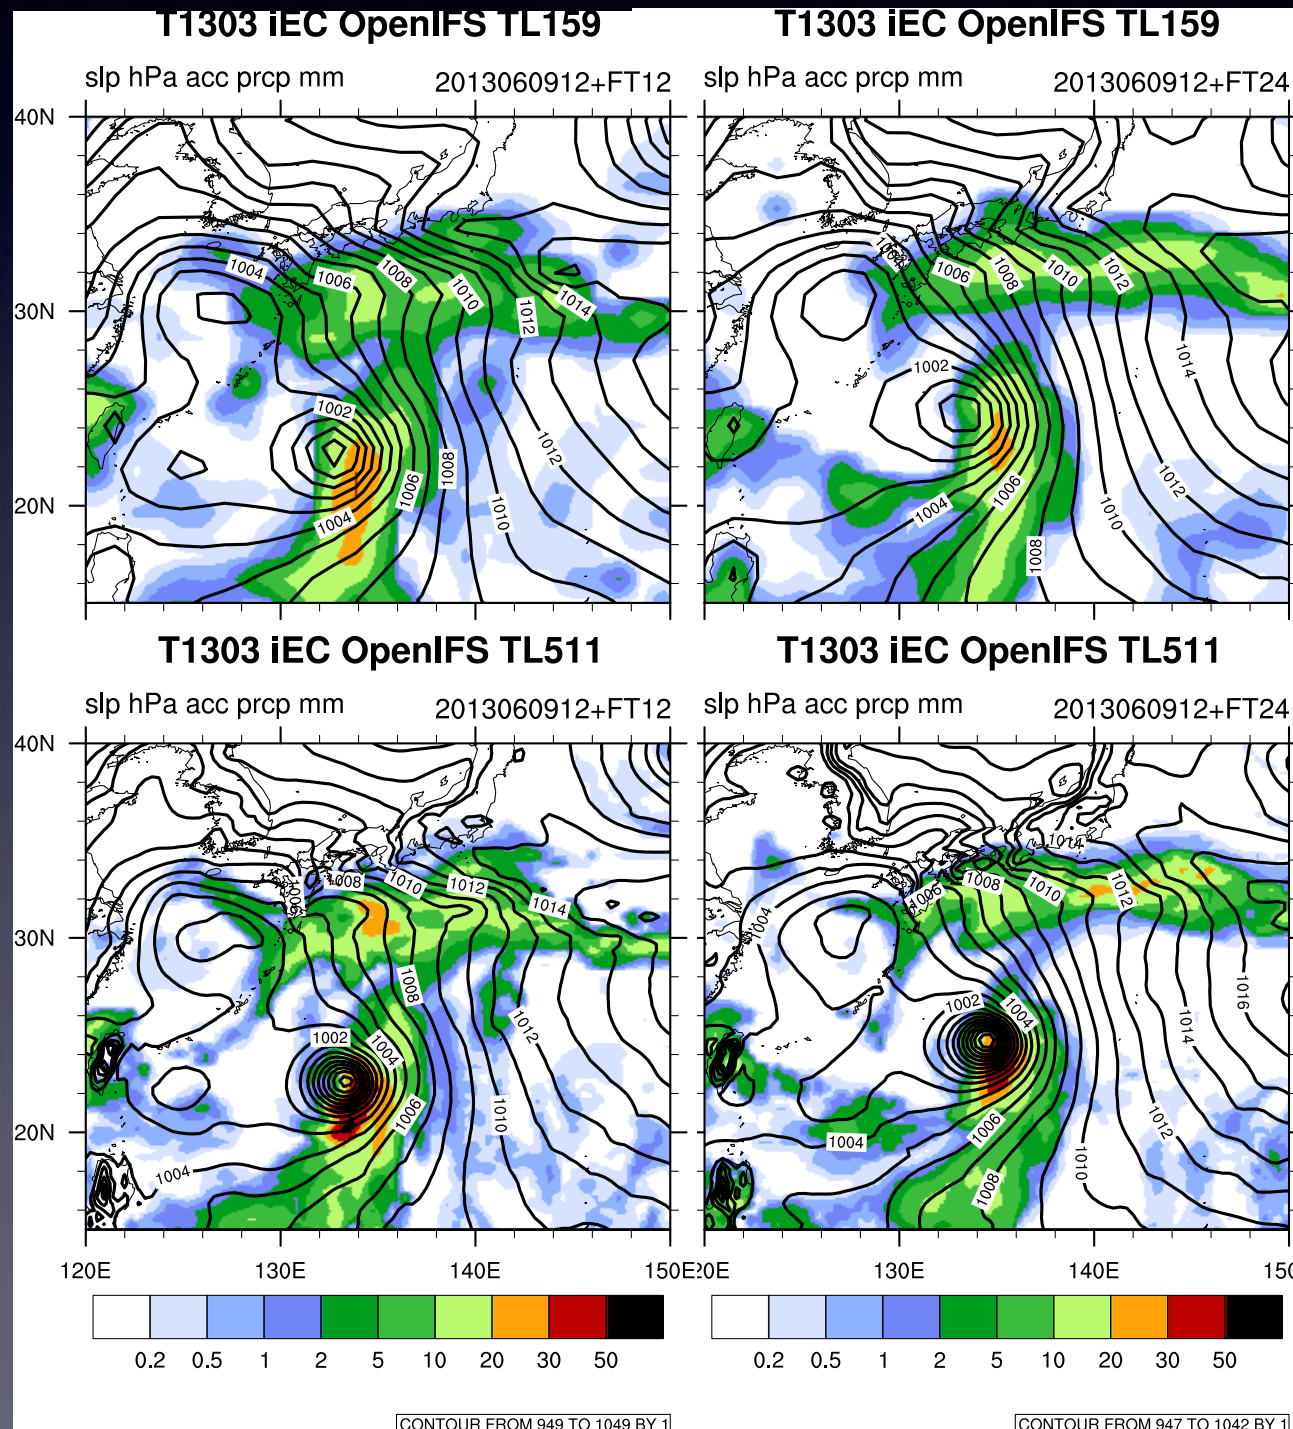 T1303 iEC OpenIFS TL159
T1303 iEC OpenIFS TL159
slp hPa acc prcp mm 2013060912+FT12
slp hPa acc prcp mm 2013060912+FT24
40N
30N
20N
1004 1006 1008 1010 1012 1014
1002 1004 1006 1008 1010 1012
1004 1006 1008 1010 1012
1002 1004 1006 1008 1010 1012 1014
T1303 iEC OpenIFS TL511
T1303 iEC OpenIFS TL511
slp hPa acc prcp mm 2013060912+FT12
slp hPa acc prcp mm 2013060912+FT24
40N
30N
20N
1006 1008 1010 1012 1014
1008 1002 1004 1006 1010 1012
1004
1014 1006 1008 1010 1012
1004 1002 1004 1016 1014
1004 1006 1008 1010 1012
120E 130E 140E 150E
20E 130E 140E 150
0.2 0.5 1 2 5 10 20 30 50
0.2 0.5 1 2 5 10 20 30 50
CONTOUR FROM 949 TO 1049 BY 1
CONTOUR FROM 947 TO 1042 BY 1